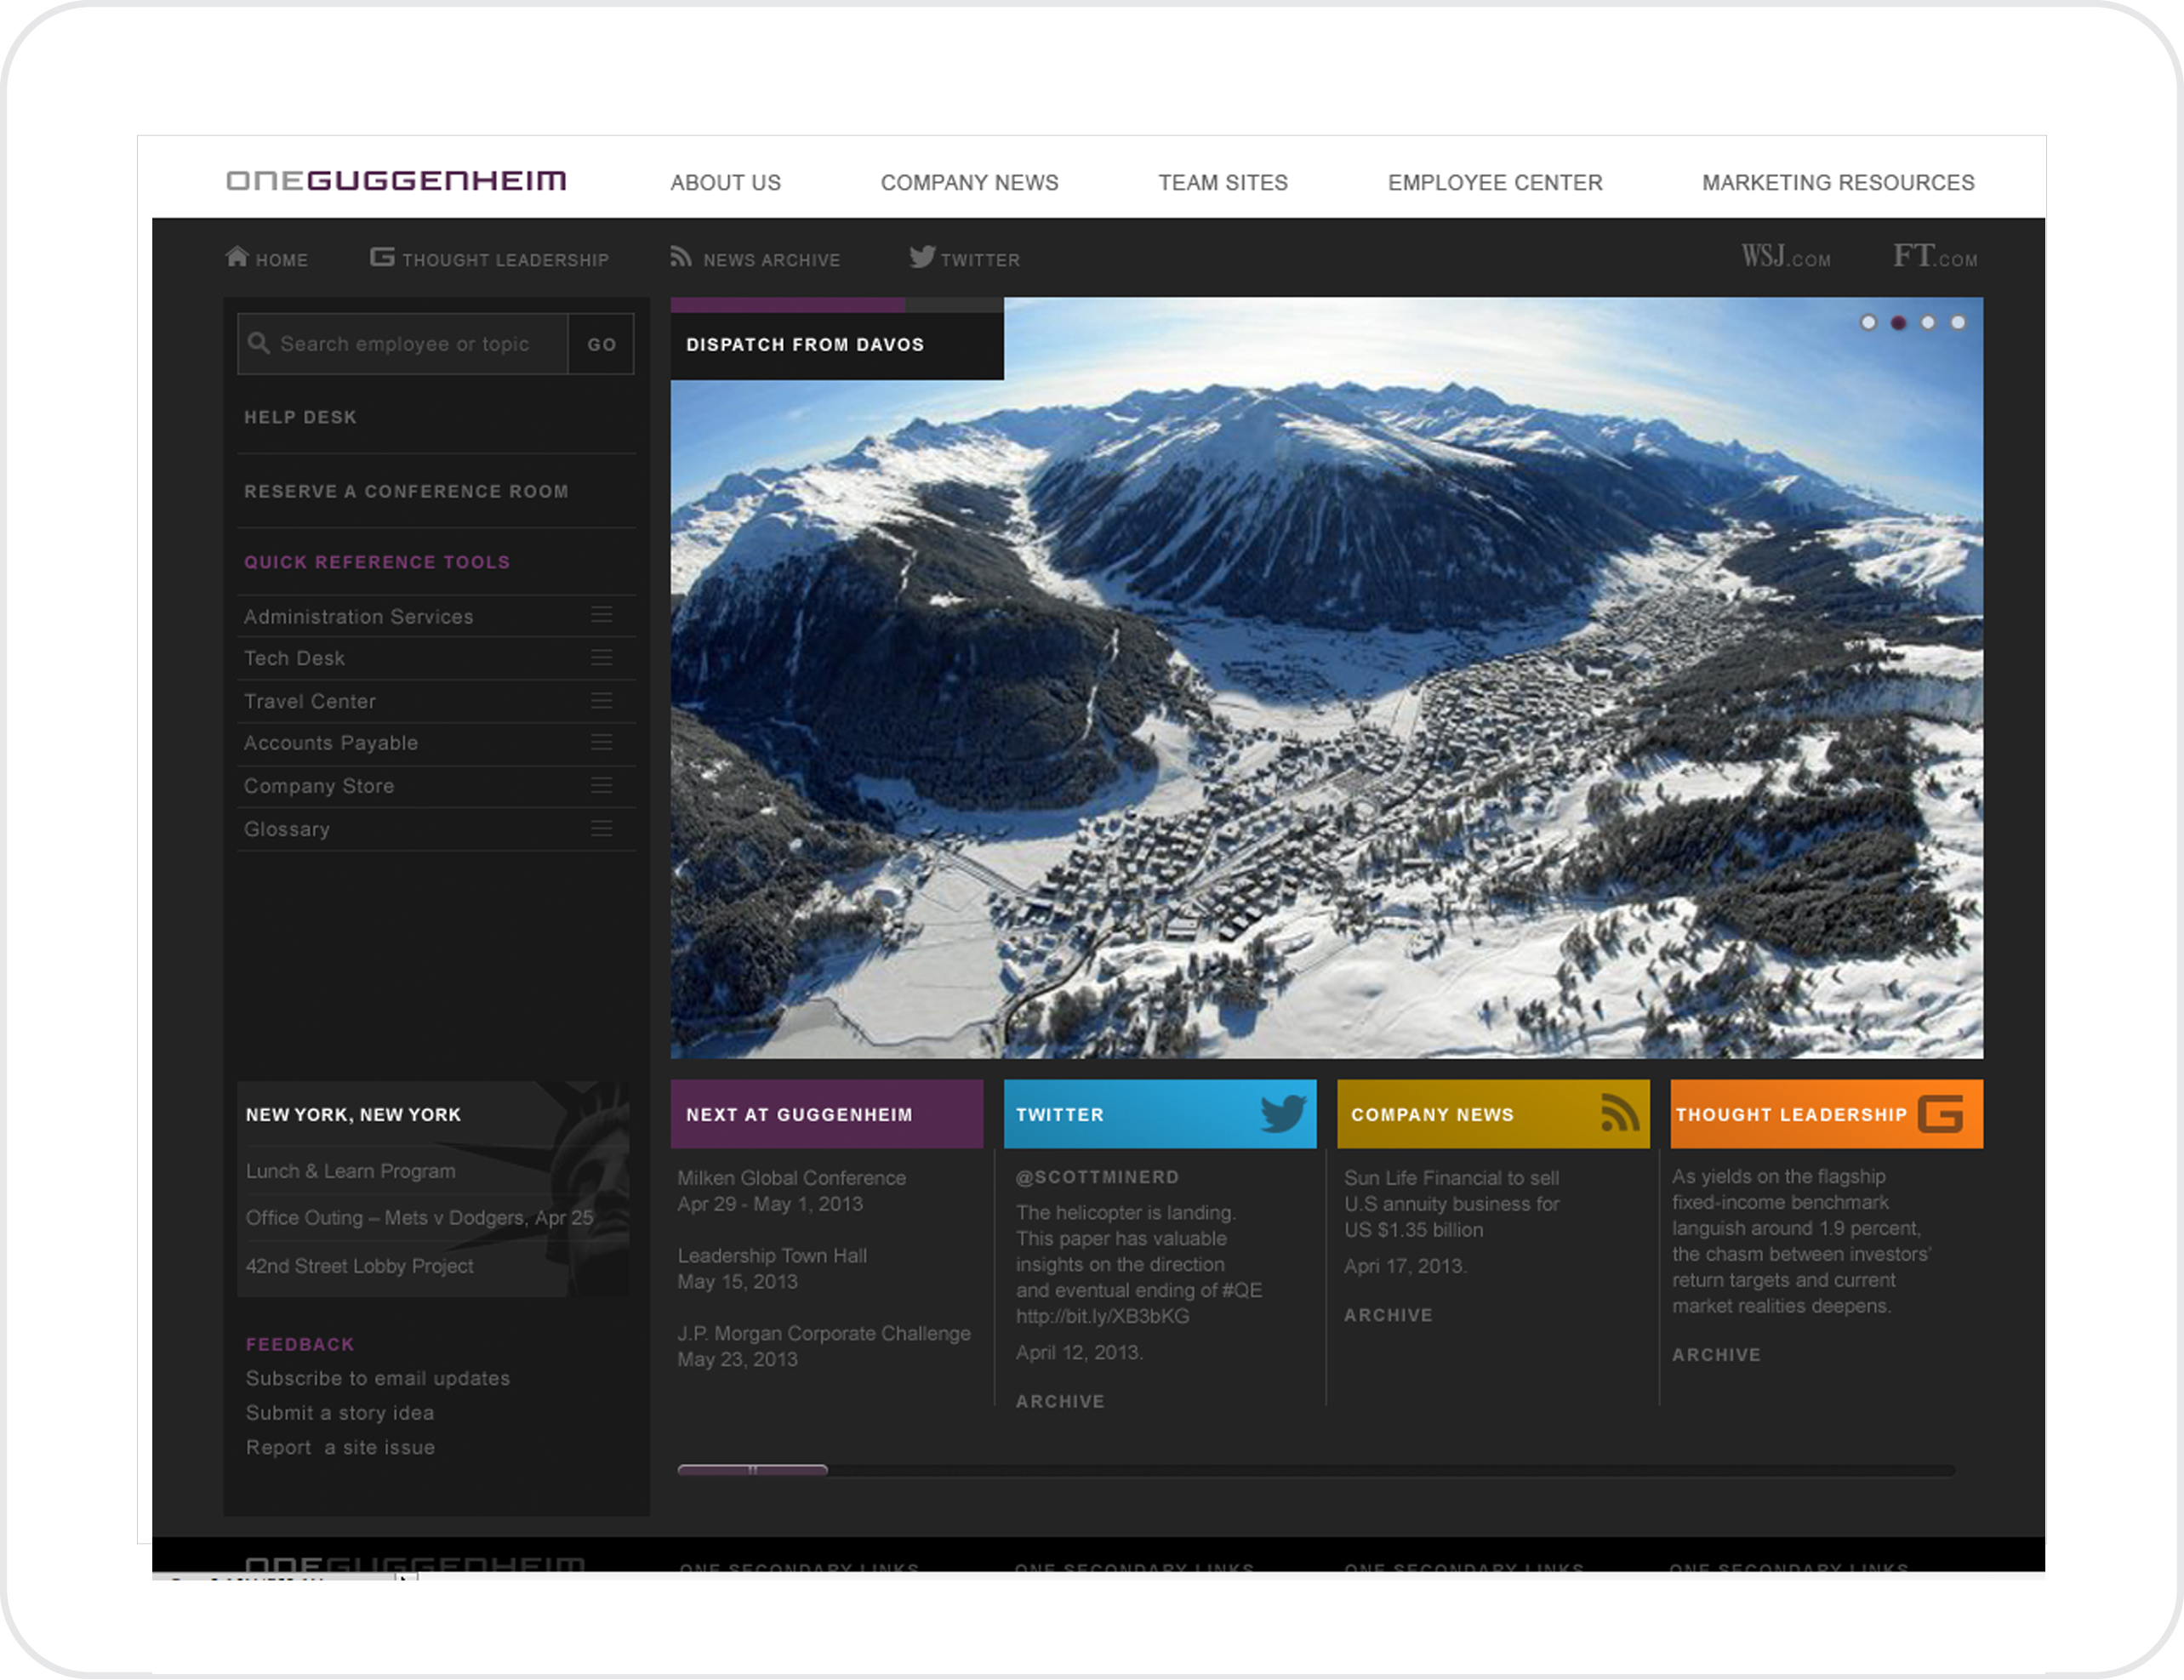 ONEGUGGENHEIM
ABOUT US
COMPANY NEWS
TEAM SITES
EMPLOYEE CENTER
MARKETING RESOURCES
HOME
THOUGHT LEADERSHIP
NEWS ARCHIVE
TWITTER
WSJ.COM
FT.COM
Search employee or topic
GO
HELP DESK
RESERVE A CONFERENCE ROOM
QUICK REFERENCE TOOLS
Administration Services
Tech Desk
Travel Center
Accounts Payable
Company Store
Glossary
DISPATCH FROM DAVOS
NEW YORK, NEW YORK
Lunch & Learn Program
Office Outing – Mets v Dodgers, Apr 25
42nd Street Lobby Project
FEEDBACK
Subscribe to email updates
Submit a story idea
Report a site issue
NEXT AT GUGGENHEIM
Milken Global Conference
Apr 29 - May 1, 2013
Leadership Town Hall
May 15, 2013
J.P. Morgan Corporate Challenge
May 23, 2013
TWITTER
@SCOTTMINERD
The helicopter is landing.
This paper has valuable
insights on the direction
and eventual ending of #QE
http://bit.ly/XB3bKG
April 12, 2013.
ARCHIVE
COMPANY NEWS
Sun Life Financial to sell
U.S annuity business for
US $1.35 billion
Apri 17, 2013.
ARCHIVE
THOUGHT LEADERSHIP
As yields on the flagship
fixed-income benchmark
languish around 1.9 percent,
the chasm between investors'
return targets and current
market realities deepens.
ARCHIVE
ONEGUGGENHEIM
ONE SECONDARY LINKS
ONE SECONDARY LINKS
ONE SECONDARY LINKS
ONE SECONDARY LINKS